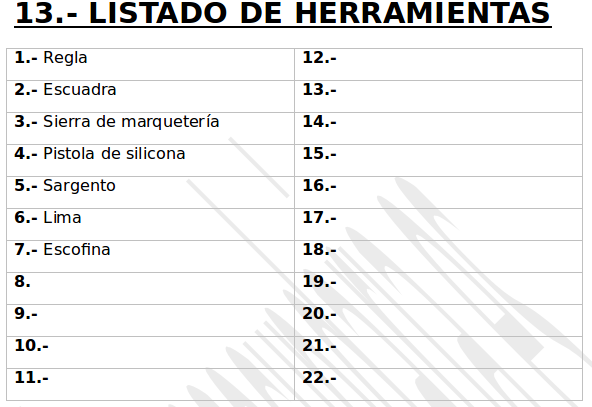 13.- LISTADO DE HERRAMIENTAS
1.- Regla
12.-
2.- Escuadra
13.-
3.- Sierra de marquetería
14.-
4.- Pistola de silicona
15.-
5.- Sargento
16.-
6.- Lima
17.-
7.- Escofina
18.-
8.
19.-
9.-
20.-
10.-
21.-
11.-
22.-